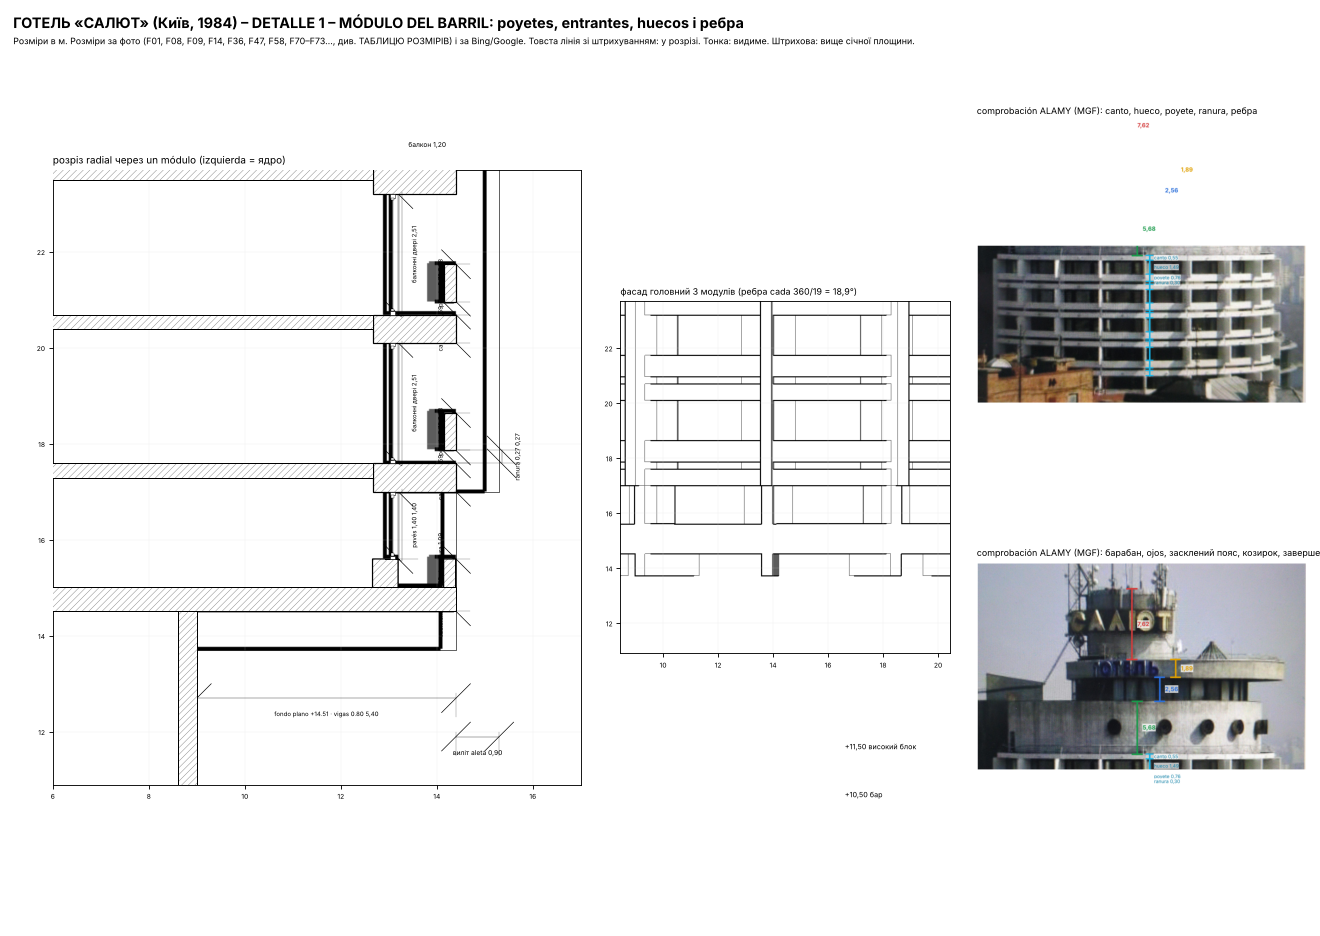 ГОТЕЛЬ «САЛЮТ» (Київ, 1984) – DETALLE 1 – MÓDULO DEL BARRIL: poyetes, entrantes, huecos i ребра
Розміри в м. Розміри за фото (F01, F08, F09, F14, F36, F47, F58, F70–F73..., див. ТАБЛИЦЮ РОЗМІРІВ) і за Bing/Google. Товста лінія зі штрихуванням: у розрізі. Тонка: видиме. Штрихова: вище січної площини.
comprobación ALAMY (MGF): canto, hueco, poyete, ranura, ребра
7,62
балкон 1,20
розріз radial через un módulo (izquierda = ядро)
1,89
2,56
5,68
балконні двері 2,51
22
canto 0,55
poyete 0,78
фасад головний 3 модулів (ребра cada 360/19 = 18,9°)
20
22
балконні двері 2,51
20
18
18
ranura 0,27 0,27
16
pavés 1,40 1,40
16
14
comprobación ALAMY (MGF): барабан, ojos, засклений пояс, козирок, заверше
САЛЮТ
7,62
ГОТЕЛЬ
1,89
2,56
5,68
14
12
10
12
14
16
18
20
fondo plano +14.51 · vigas 0.80 5,40
12
виліт aleta 0,90
poyete 0,78
ranura 0,30
+11,50 високий блок
+10,50 бар
6
8
10
12
14
16